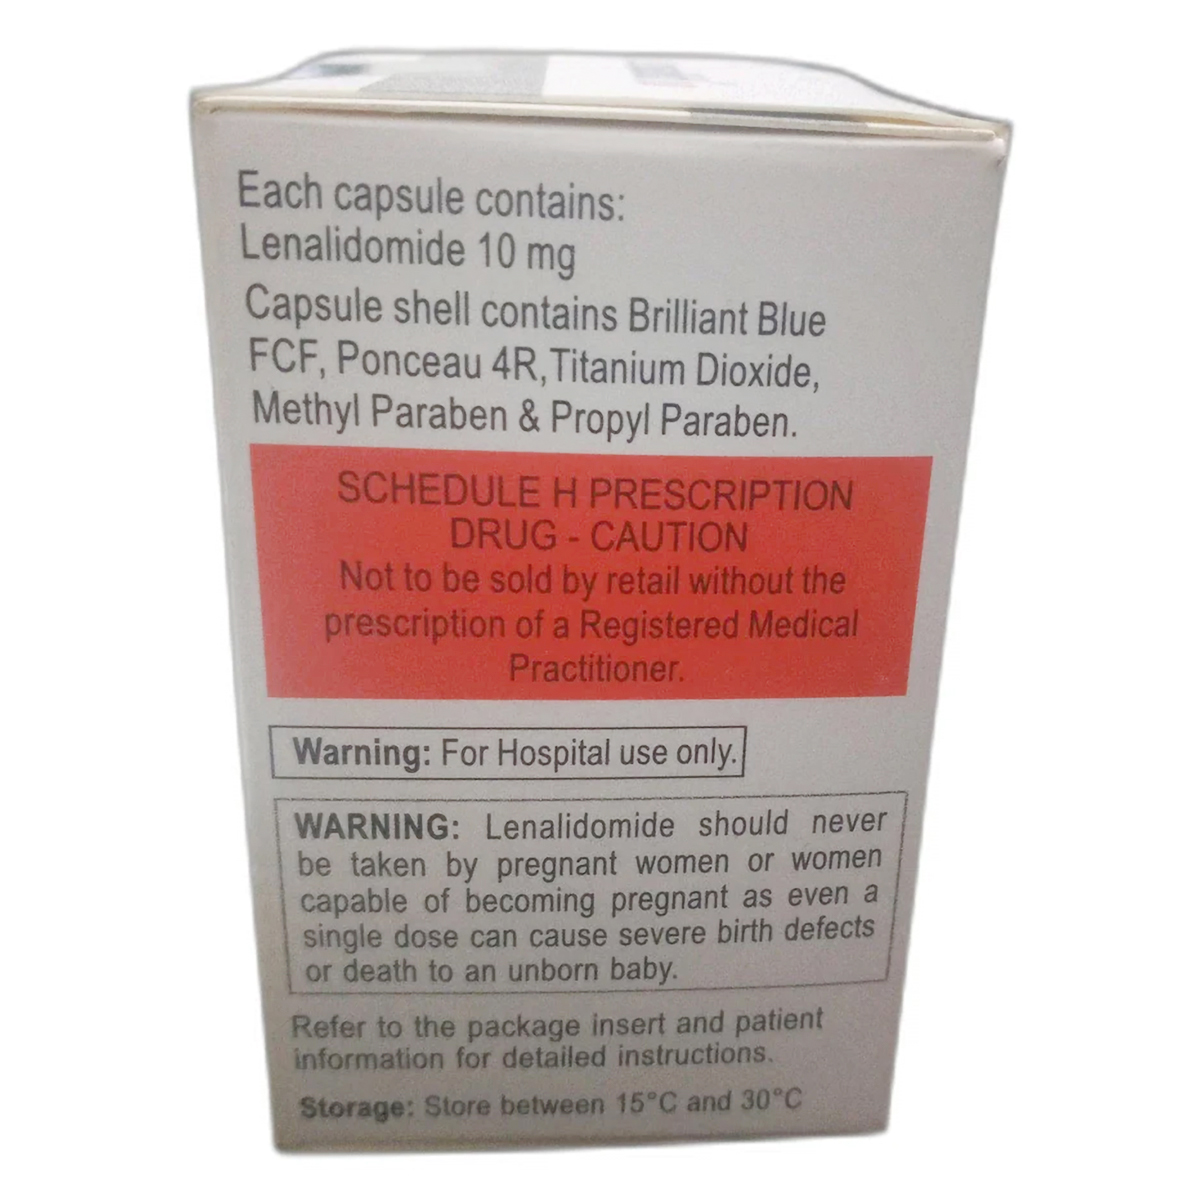 Each capsule contains:
Lenalidomide 10 mg
Capsule shell contains Brilliant Blue
FCF, Ponceau 4R,Titanium Dioxide,
Methyl Paraben & Propyl Paraben.
SCHEDULE H PRESCRIPTION
DRUG - CAUTION
Not to be sold by retail without the
prescription of a Registered Medical
Practitioner.
Warning: For Hospital use only.
WARNING: Lenalidomide should never
be taken by pregnant women or women
capable of becoming pregnant as even a
single dose can cause severe birth defects
or death to an unborn baby.
Refer to the package insert and patient
information for detailed instructions.
Storage: Store between 15°C and 30°C